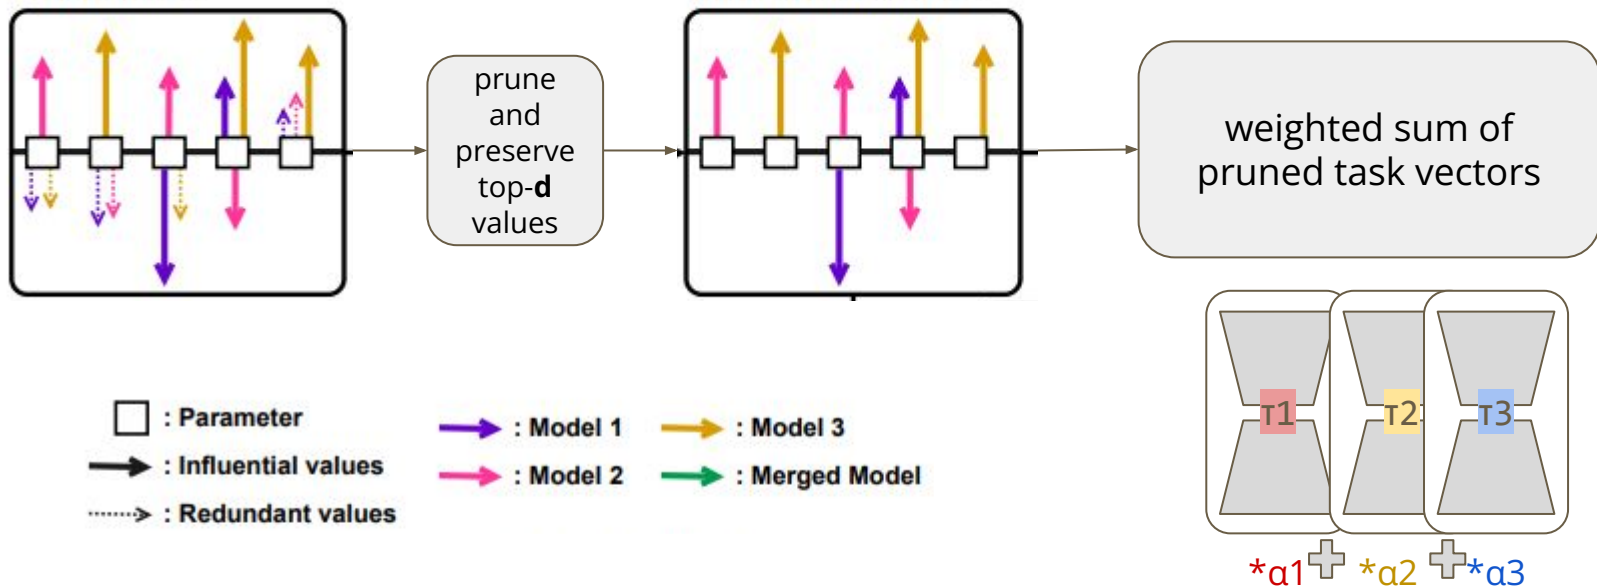 prune
and
preserve
top-d
values
weighted sum of
pruned task vectors
: Parameter
: Influential values
: Redundant values
: Model 1
: Model 2
: Model 3
: Merged Model
τ1
τ2
τ3
*α1
*α2
*α3